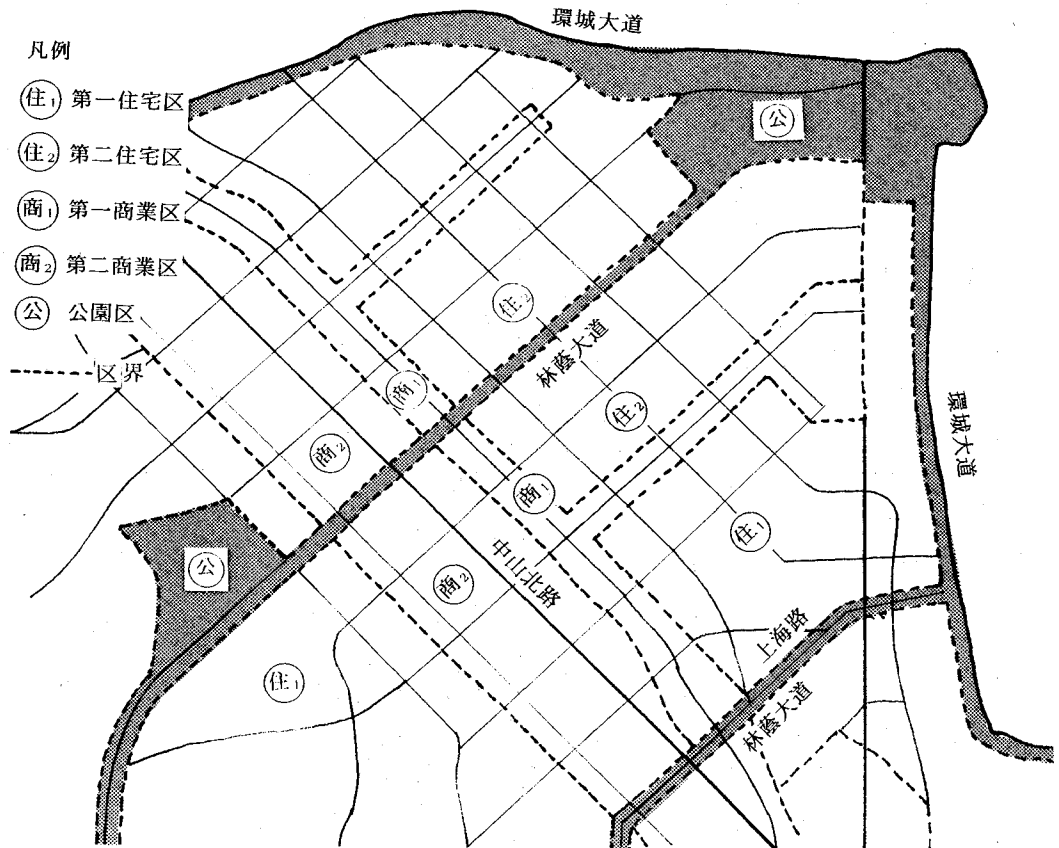 環城大道
凡例
住1 第一住宅区
住2 第二住宅区
商1 第一商業区
商2 第二商業区
公 公園区
区界
公
住2
林蔭大道
商1
住2
環城大道
商2
商1
住1
公
中山北路
商2
上海路
林蔭大道
住1